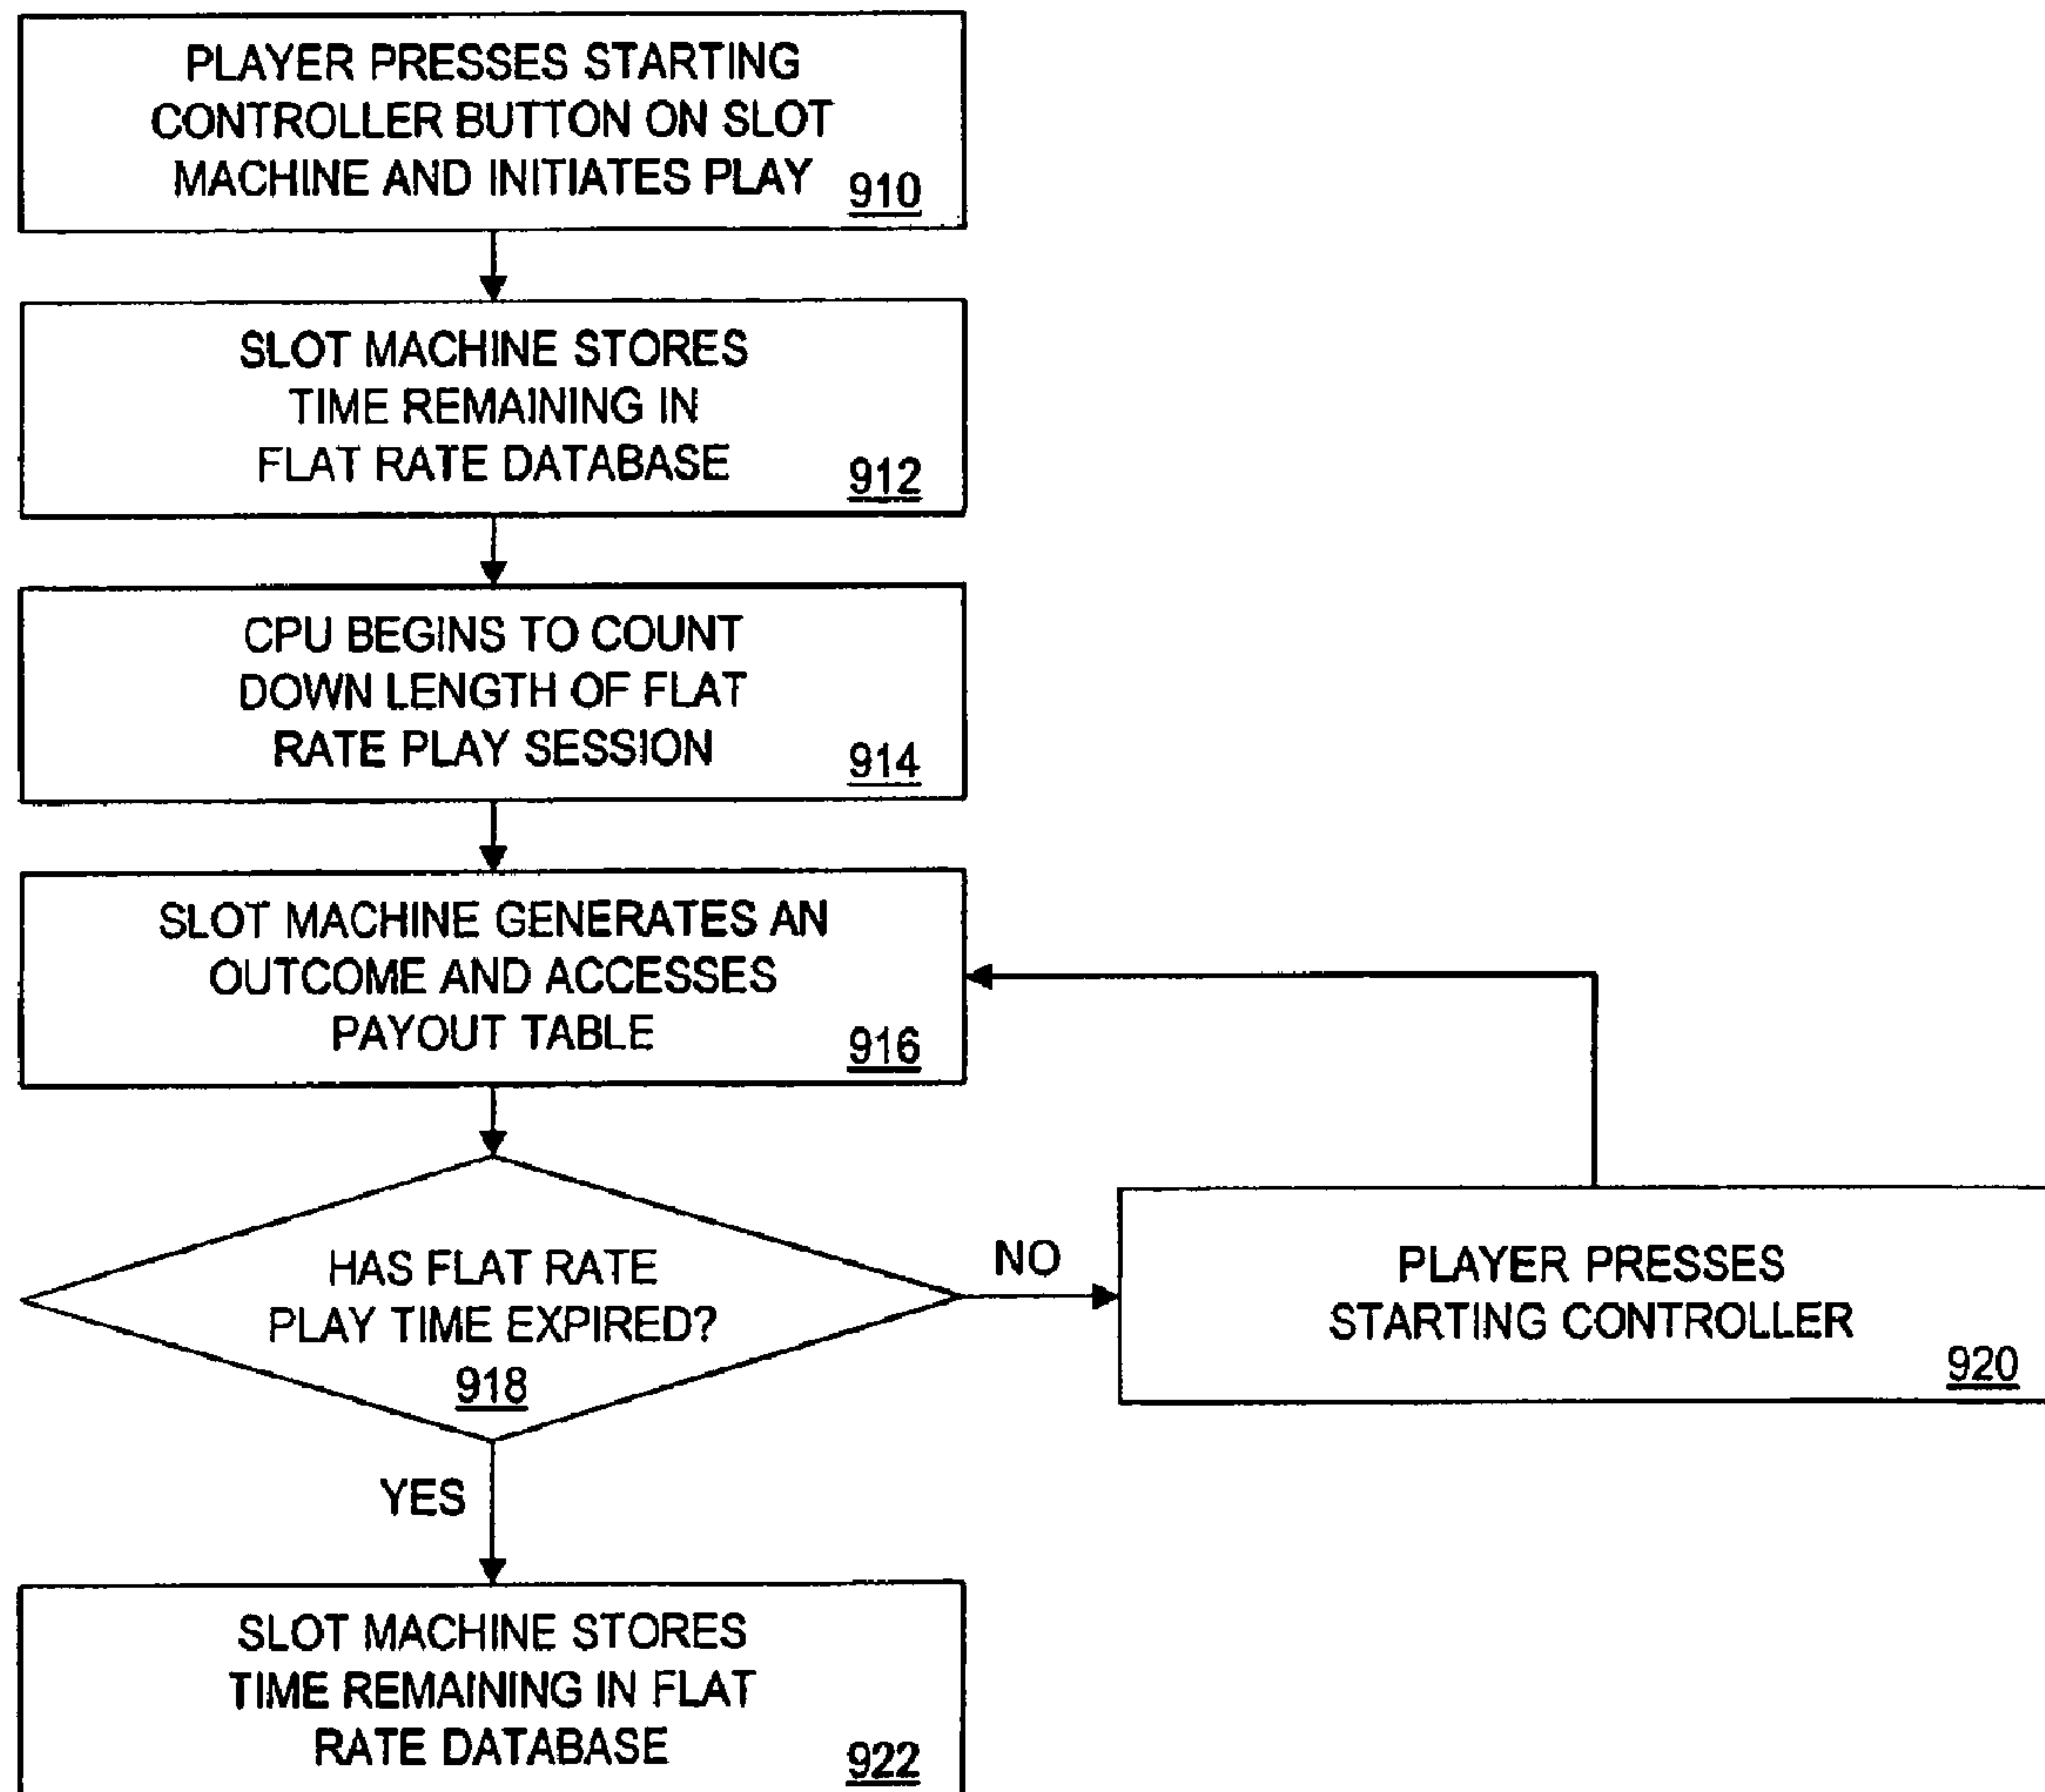 PLAYER PRESSES STARTING
CONTROLLER BUTTON ON SLOT
MACHINE AND INITIATES PLAY
910
SLOT MACHINE STORES
TIME REMAINING IN
FLAT RATE DATABASE
912
CPU BEGINS TO COUNT
DOWN LENGTH OF FLAT
RATE PLAY SESSION
914
SLOT MACHINE GENERATES AN
OUTCOME AND ACCESSES
PAYOUT TABLE
916
HAS FLAT RATE
PLAY TIME EXPIRED?
918
NO
PLAYER PRESSES
STARTING CONTROLLER
920
YES
SLOT MACHINE STORES
TIME REMAINING IN FLAT
RATE DATABASE
922